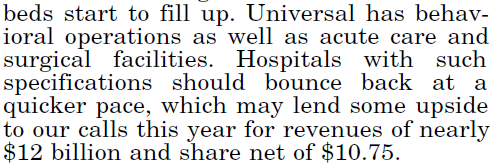 beds start to fill up. Universal has behav-
ioral operations as well as acute care and
surgical facilities. Hospitals with such
specifications should bounce back at a
quicker pace, which may lend some upside
to our calls this year for revenues of nearly
$12 billion and share net of $10.75.